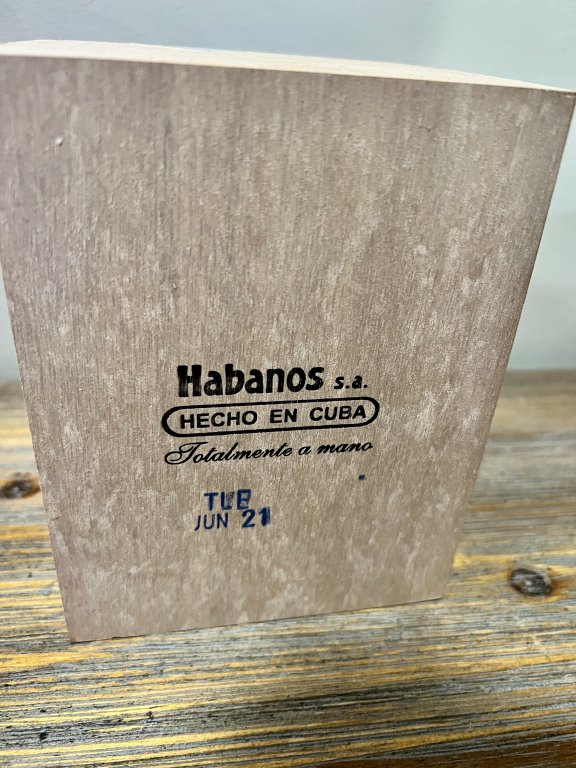 Habanos s.a.
HECHO EN CUBA
Totalmente a mano
TUE
JUN 21